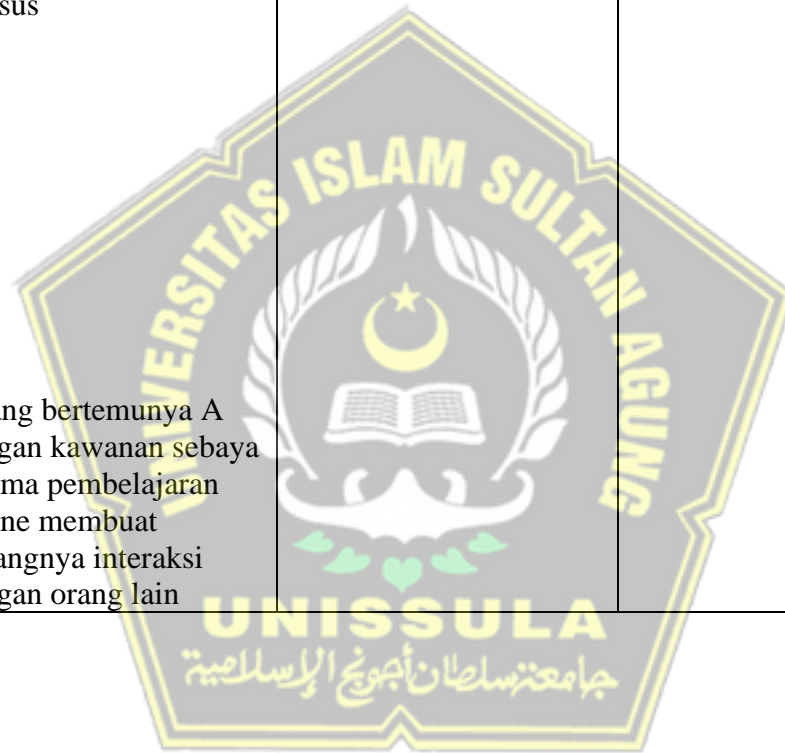 sus
UNIVERSITAS ISLAM SULTAN AGUNG
ang bertemunya A
gan kawanan sebaya
ma pembelajaran
ne membuat
angnya interaksi
gan orang lain
UNISSULA
جامعة سلطان أجونج الإسلامية